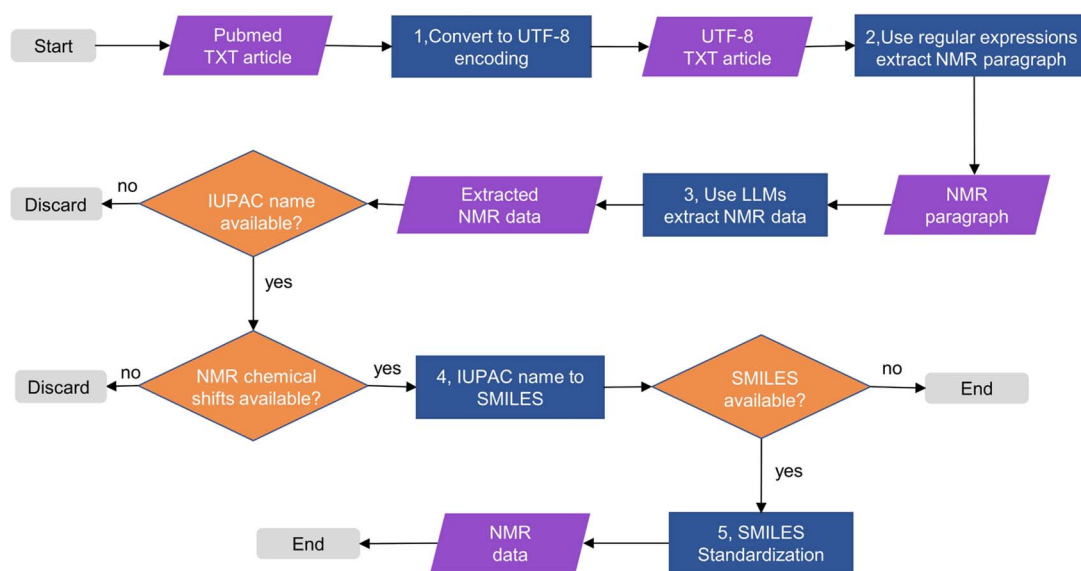 Start
Pubmed
TXT article
1,Convert to UTF-8
encoding
UTF-8
TXT article
2,Use regular expressions
extract NMR paragraph
Discard
no
IUPAC name
available?
Extracted
NMR data
3, Use LLMs
extract NMR data
NMR
paragraph
yes
Discard
no
NMR chemical
shifts available?
yes
4, IUPAC name to
SMILES
SMILES
available?
no
End
yes
End
NMR
data
5, SMILES
Standardization